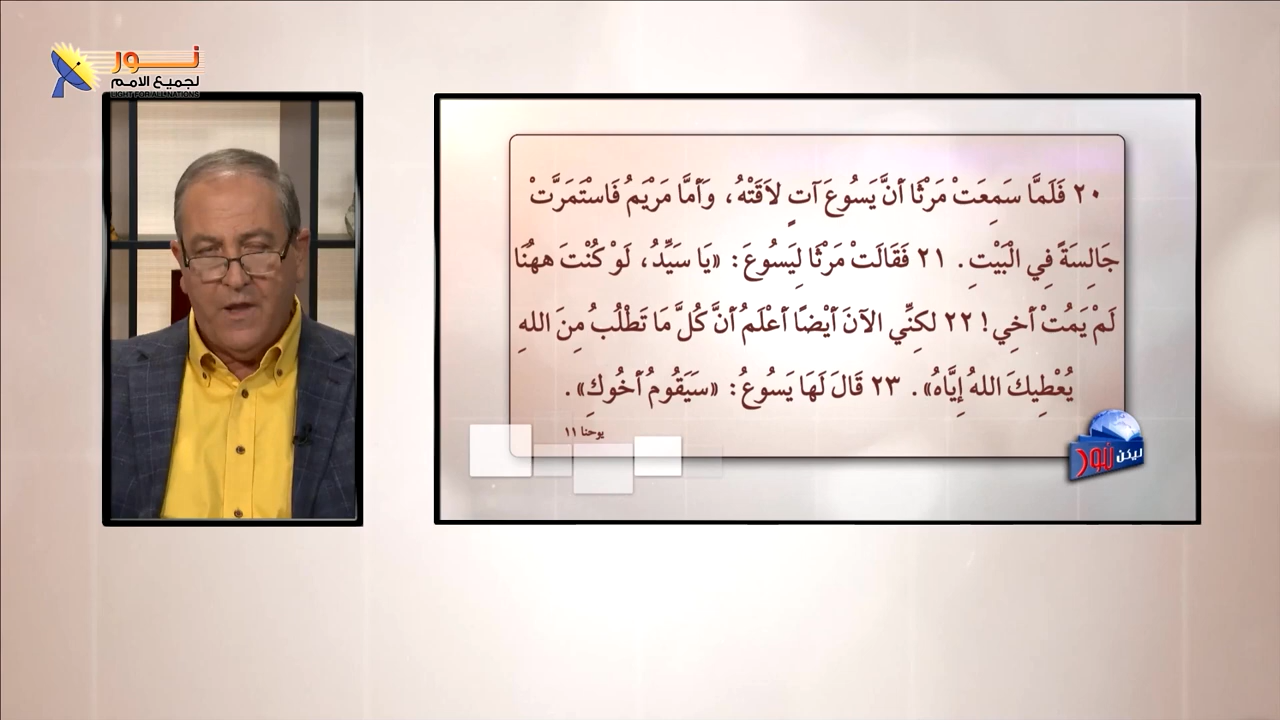 نور
لجميع الامم
LIGHT FOR ALL NATIONS
٢٠ فَلَمَّا سَمِعَتْ مَرْثَا أَنَّ يَسُوعَ آتٍ لاَقَتْهُ، وَأَمَّا مَرْيَمُ فَاسْتَمَرَّتْ
جَالِسَةً فِي الْبَيْتِ. ٢١ فَقَالَتْ مَرْثَا لِيَسُوعَ: «يَا سَيِّدُ، لَوْ كُنْتَ ههُنَا
لَمْ يَمُتْ أَخِي! ٢٢ لكِنِّي الآنَ أَيْضًا أَعْلَمُ أَنَّ كُلَّ مَا تَطْلُبُ مِنَ اللهِ
يُعْطِيكَ اللهُ إِيَّاهُ». ٢٣ قَالَ لَهَا يَسُوعُ: «سَيَقُومُ أَخُوكِ».
يوحنا ١١
ليكن نور